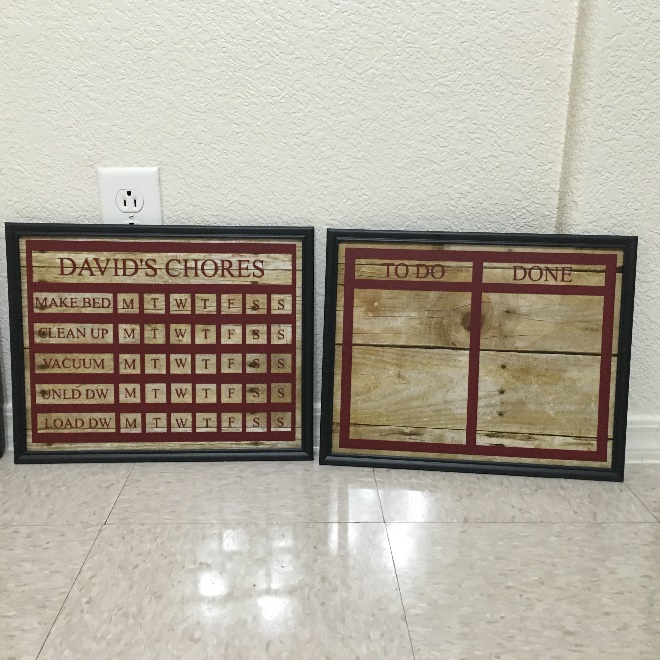 DAVID'S CHORES
MAKE BED M T W T F S S
CLEAN UP M T W T F S S
VACUUM M T W T F S S
UNLD DW M T W T F S S
LOAD DW M T W T F S S
TO DO DONE